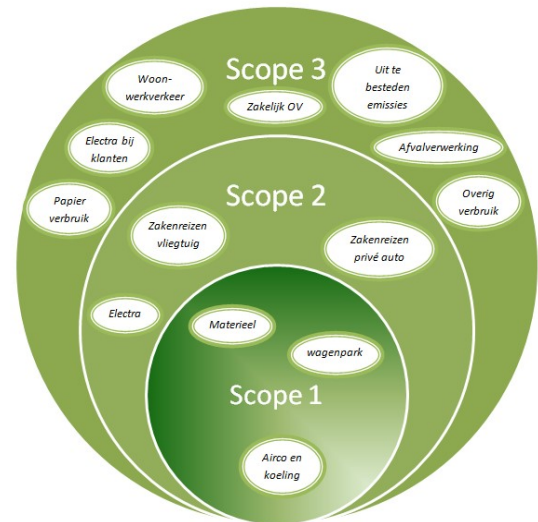 Scope 3
Woon-
werkverkeer
Zakelijk OV
Uit te
besteden
emissies
Electra bij
klanten
Afvalverwerking
Papier
verbruik
Overig
verbruik
Scope 2
Zakenreizen
vliegtuig
Zakenreizen
privé auto
Electra
Materieel
wagenpark
Scope 1
Airco en
koeling